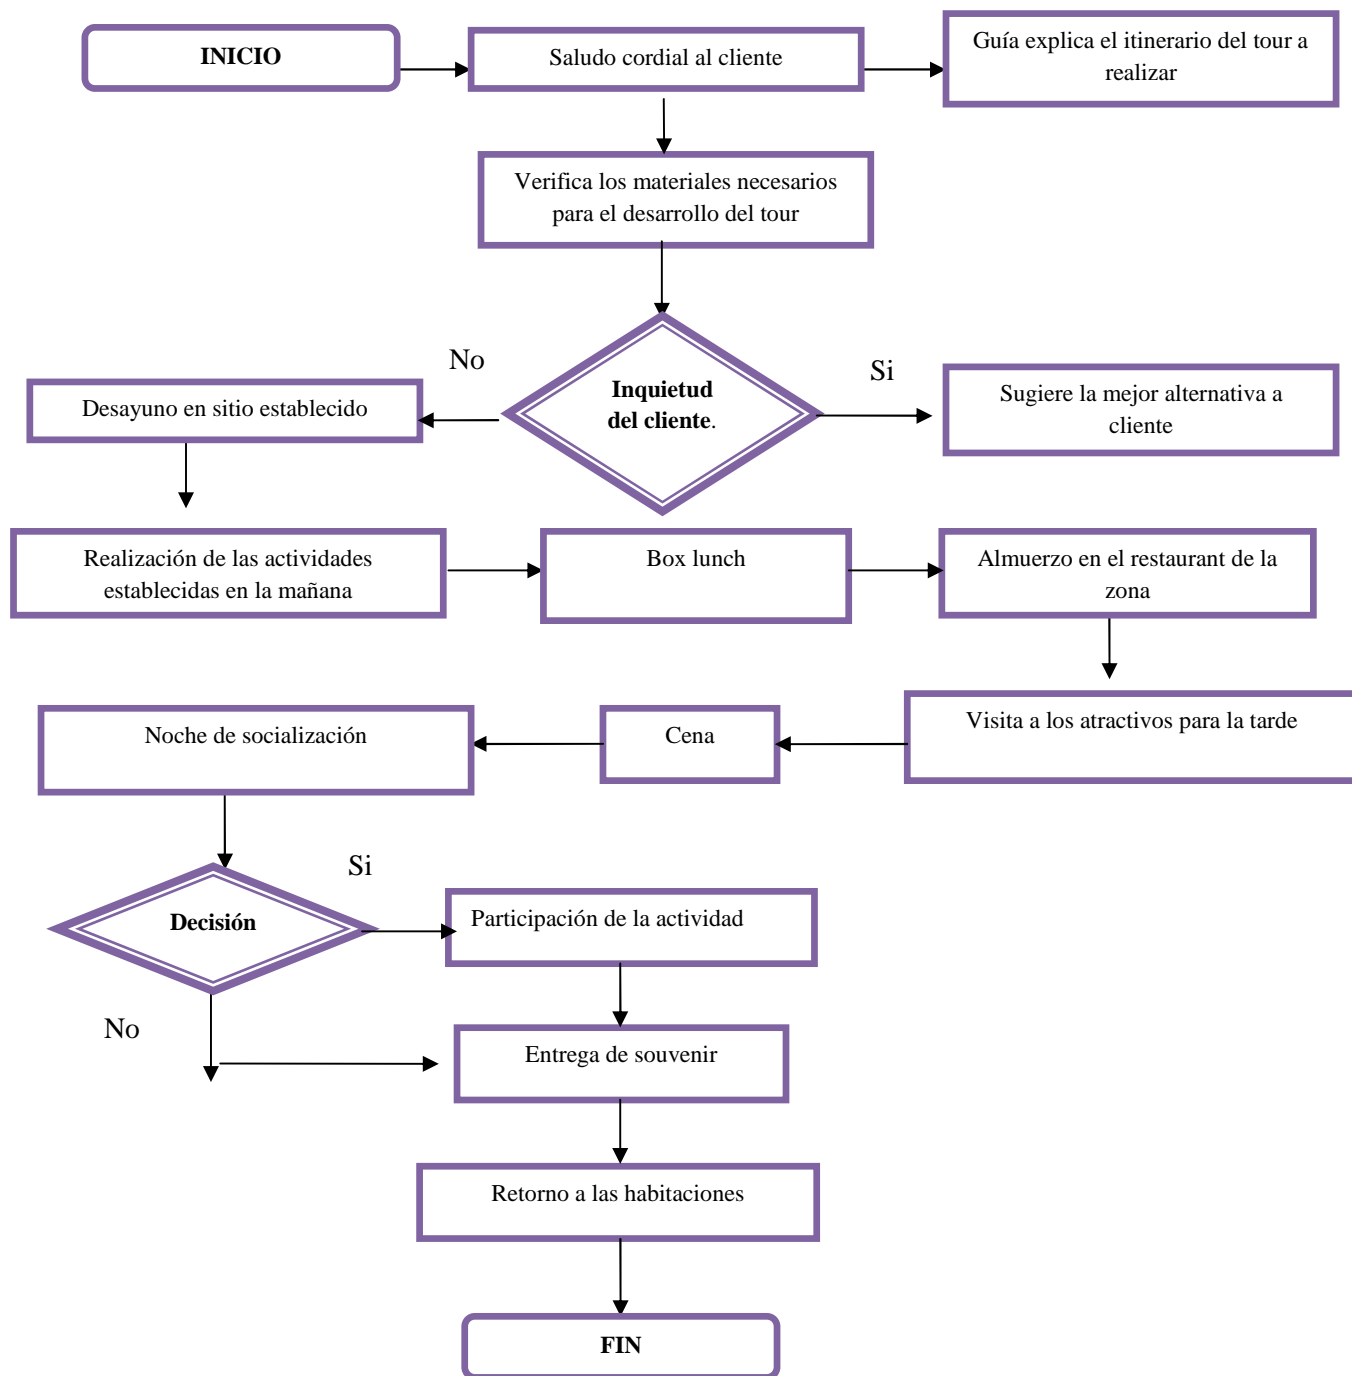 INICIO
Saludo cordial al cliente
Guía explica el itinerario del tour a
realizar
Verifica los materiales necesarios
para el desarrollo del tour
No
Si
Inquietud
del cliente.
Desayuno en sitio establecido
Sugiere la mejor alternativa a
cliente
Realización de las actividades
establecidas en la mañana
Box lunch
Almuerzo en el restaurant de la
zona
Visita a los atractivos para la tarde
Cena
Noche de socialización
Si
Decisión
Participación de la actividad
No
Entrega de souvenir
Retorno a las habitaciones
FIN